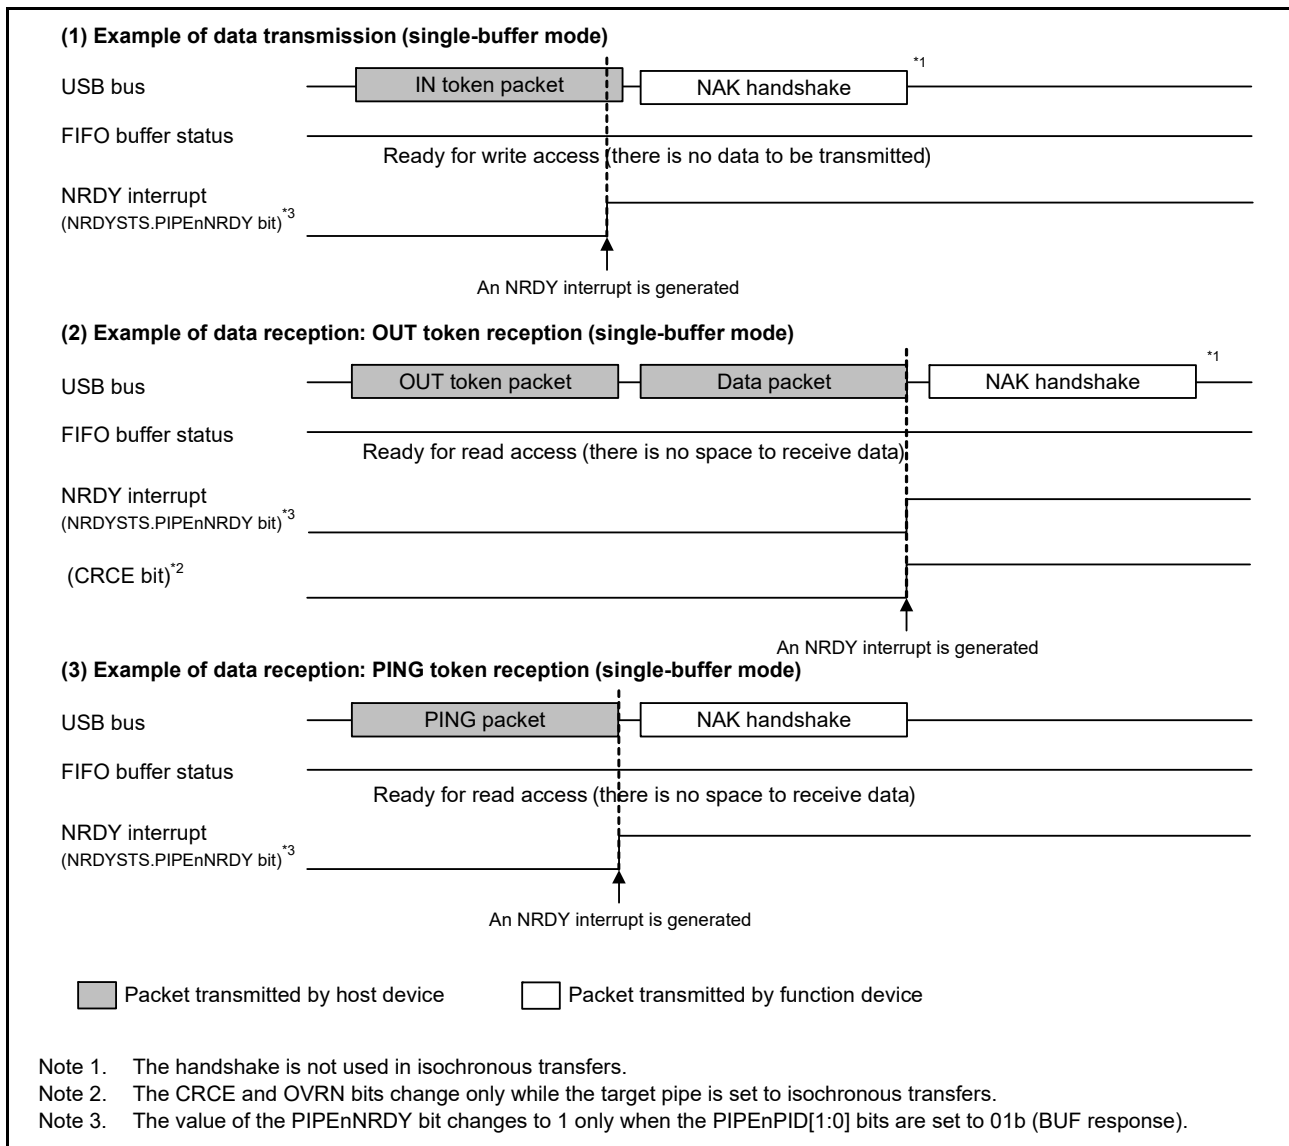 (1) Example of data transmission (single-buffer mode)
USB bus
IN token packet
NAK handshake
*1
FIFO buffer status
Ready for write access (there is no data to be transmitted)
NRDY interrupt
(NRDYSTS.PIPEnNRDY bit)*3
An NRDY interrupt is generated
(2) Example of data reception: OUT token reception (single-buffer mode)
USB bus
OUT token packet
Data packet
NAK handshake
*1
FIFO buffer status
Ready for read access (there is no space to receive data)
NRDY interrupt
(NRDYSTS.PIPEnNRDY bit)*3
(CRCE bit)*2
An NRDY interrupt is generated
(3) Example of data reception: PING token reception (single-buffer mode)
USB bus
PING packet
NAK handshake
FIFO buffer status
Ready for read access (there is no space to receive data)
NRDY interrupt
(NRDYSTS.PIPEnNRDY bit)*3
An NRDY interrupt is generated
Packet transmitted by host device
Packet transmitted by function device
Note 1. The handshake is not used in isochronous transfers.
Note 2. The CRCE and OVRN bits change only while the target pipe is set to isochronous transfers.
Note 3. The value of the PIPEnNRDY bit changes to 1 only when the PIPEnPID[1:0] bits are set to 01b (BUF response).